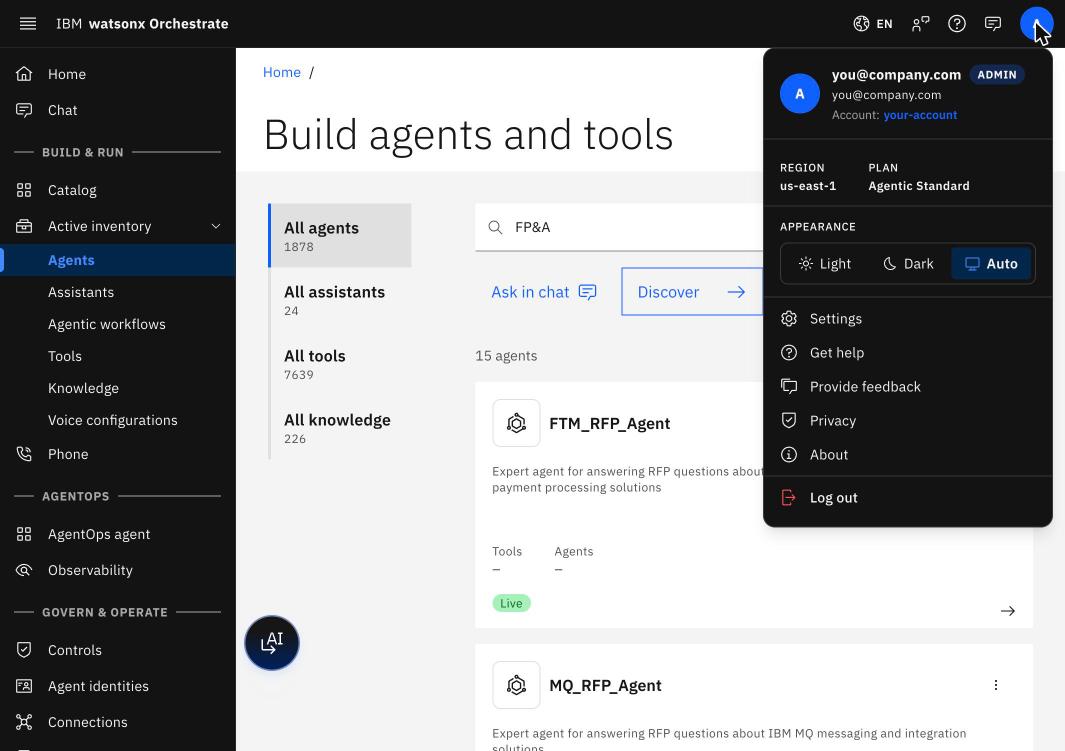 IBM watsonx Orchestrate
EN
Home
Chat
BUILD & RUN
Catalog
Active inventory
Agents
Assistants
Agentic workflows
Tools
Knowledge
Voice configurations
Phone
AGENTOPS
AgentOps agent
Observability
GOVERN & OPERATE
Controls
Agent identities
Connections
Home /
Build agents and tools
All agents
1878
All assistants
24
All tools
7639
All knowledge
226
FP&A
Ask in chat
Discover
15 agents
FTM_RFP_Agent
Expert agent for answering RFP questions about
payment processing solutions
Tools Agents
– –
Live
MQ_RFP_Agent
Expert agent for answering RFP questions about IBM MQ messaging and integration
solutions
AI
A
you@company.com ADMIN
you@company.com
Account: your-account
REGION PLAN
us-east-1 Agentic Standard
APPEARANCE
Light Dark Auto
Settings
Get help
Provide feedback
Privacy
About
Log out